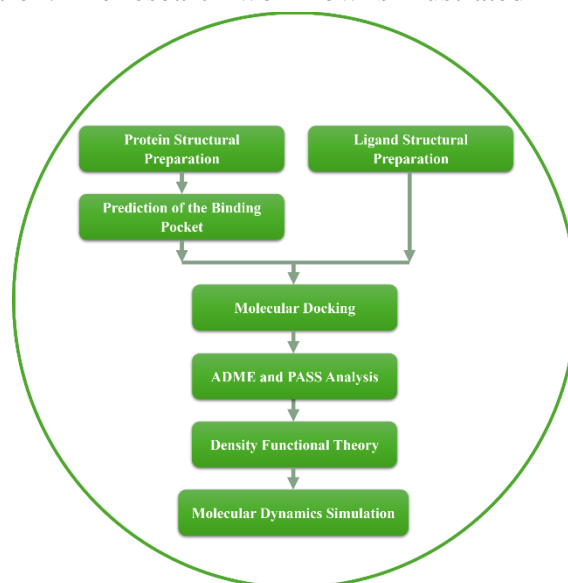 Protein Structural
Preparation
Ligand Structural
Preparation
Prediction of the Binding
Pocket
Molecular Docking
ADME and PASS Analysis
Density Functional Theory
Molecular Dynamics Simulation